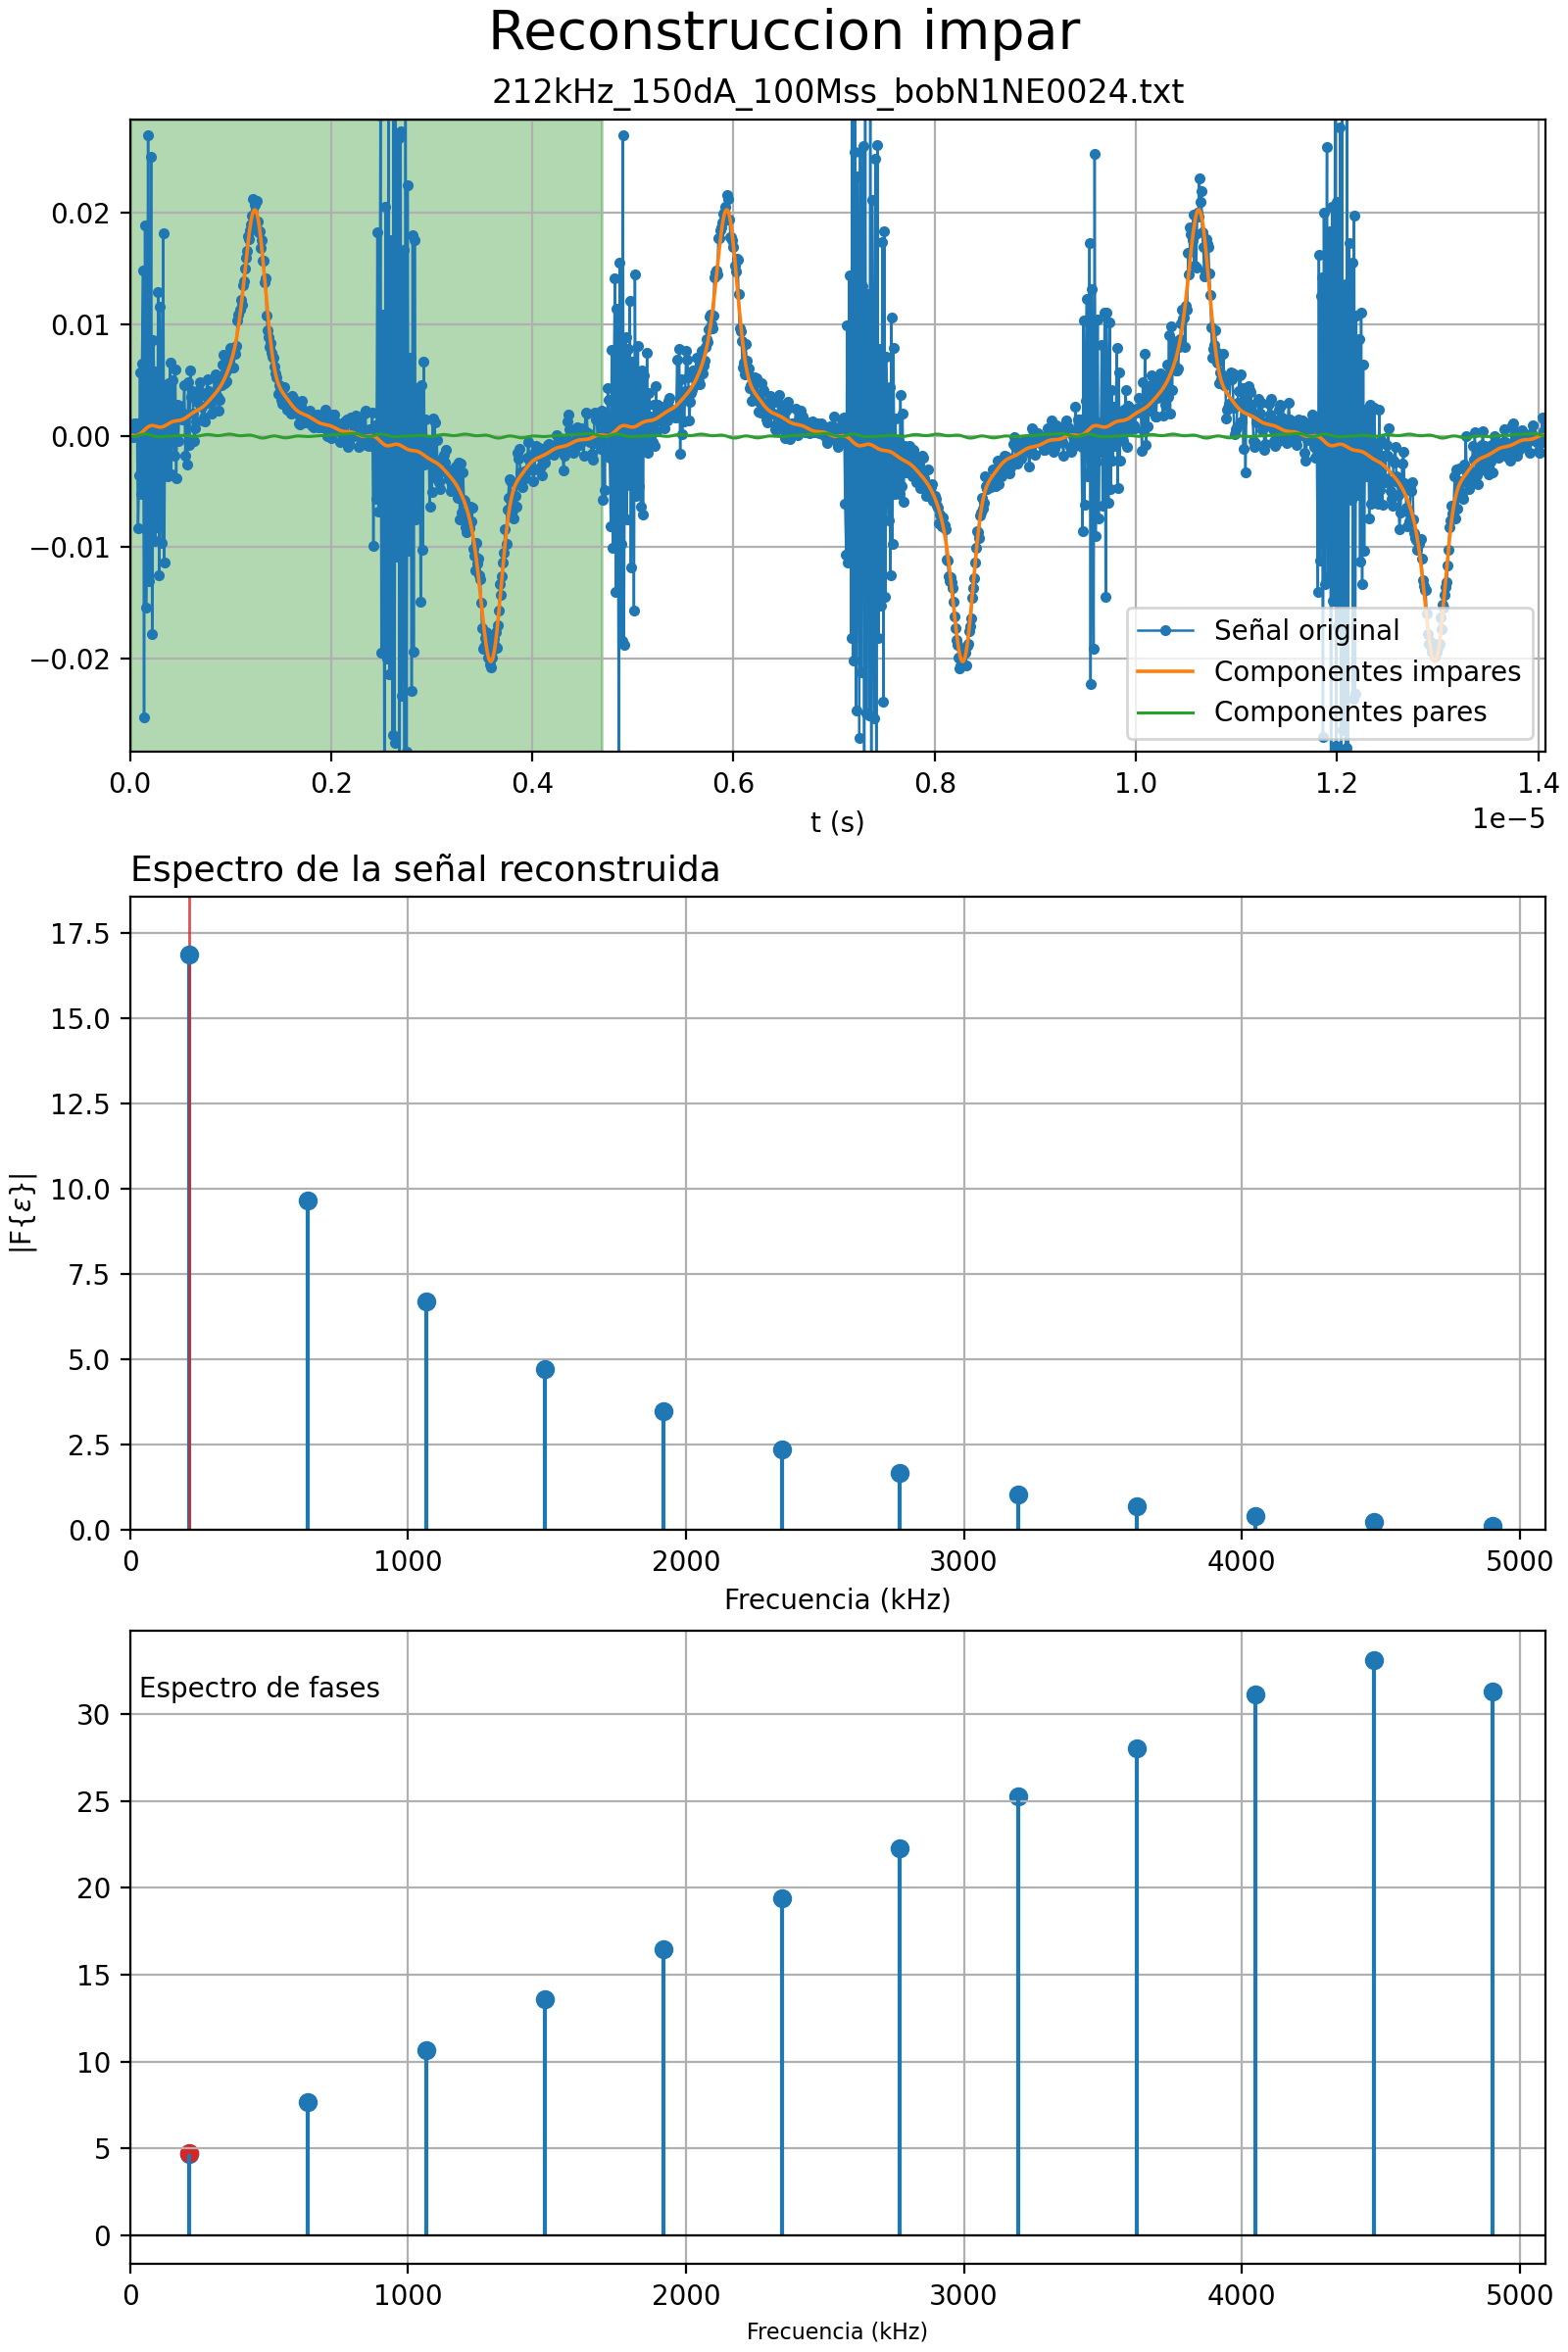 Reconstruccion impar
212kHz_150dA_100Mss_bobN1NE0024.txt
0.02
0.01
0.00
−0.01
−0.02
Señal original
Componentes impares
Componentes pares
0.0 0.2 0.4 0.6 0.8 1.0 1.2 1.4
1e−5
t (s)
Espectro de la señal reconstruida
17.5
15.0
12.5
10.0
7.5
5.0
2.5
0.0
|F{ε}|
0 1000 2000 3000 4000 5000
Frecuencia (kHz)
Espectro de fases
30
25
20
15
10
5
0
0 1000 2000 3000 4000 5000
Frecuencia (kHz)